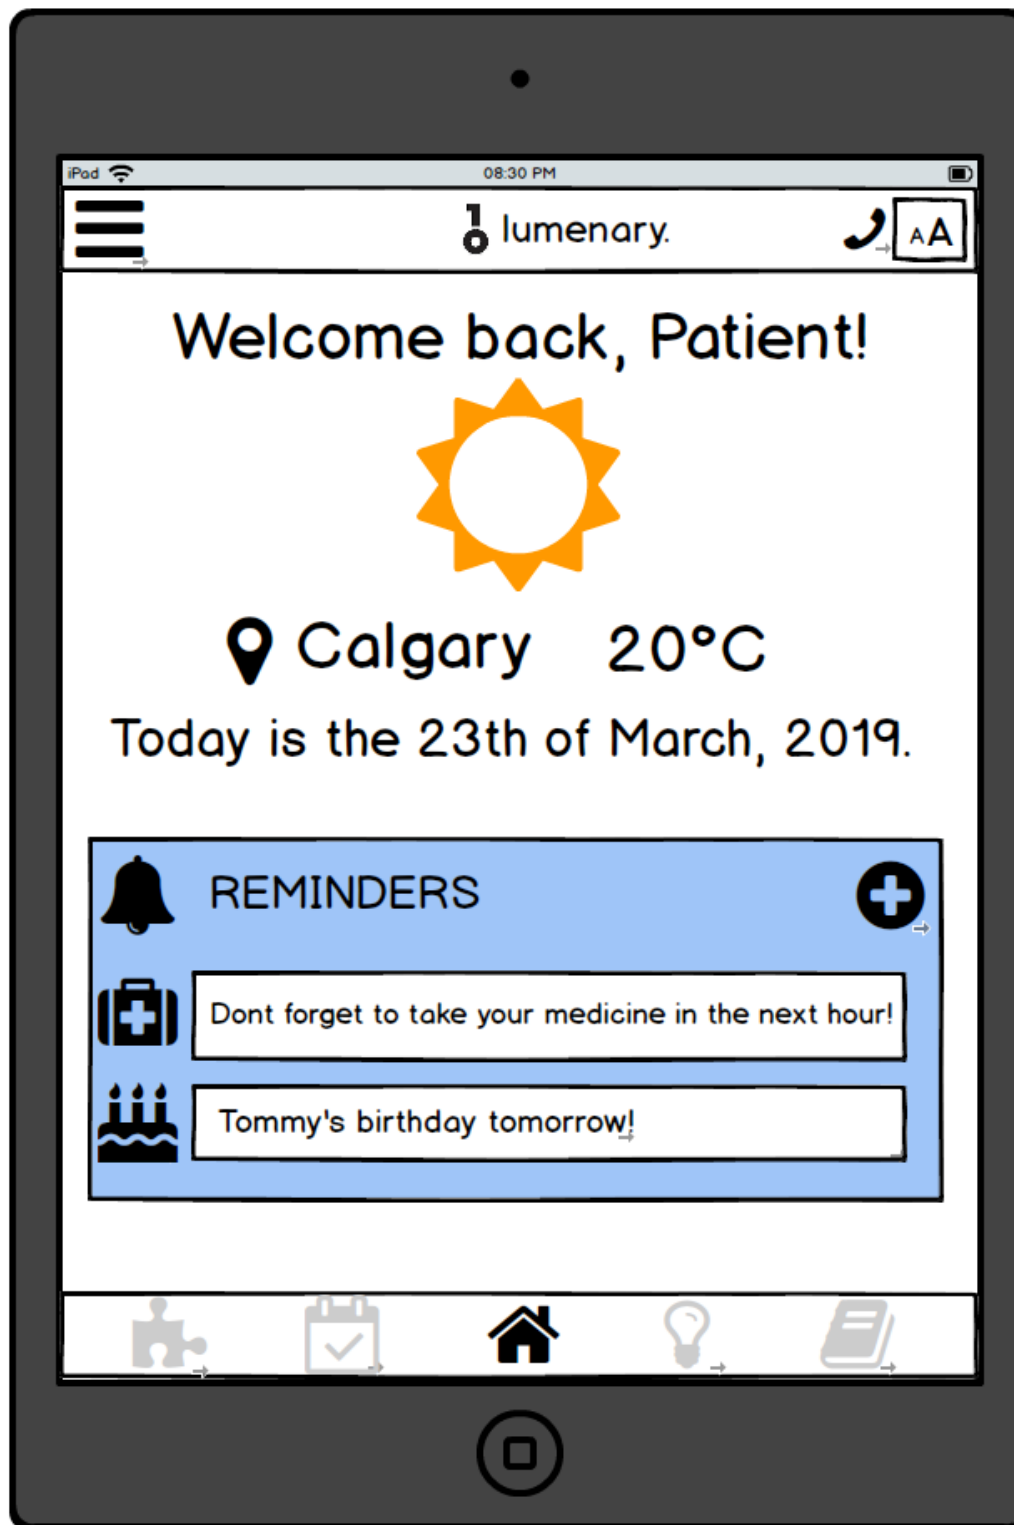 iPad 08:30 PM
lumenary. AA
Welcome back, Patient!
Calgary 20°C
Today is the 23th of March, 2019.
REMINDERS
Dont forget to take your medicine in the next hour!
Tommy's birthday tomorrow!